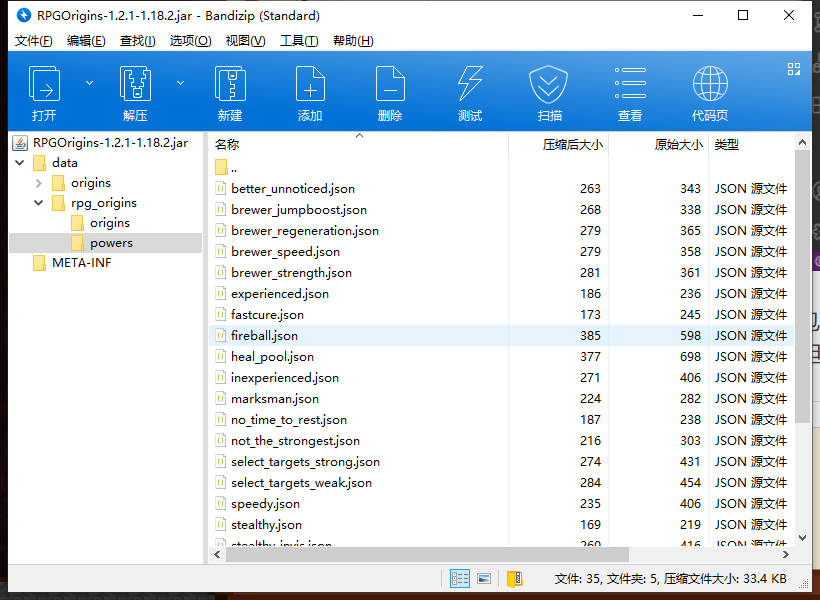 RPGOrigins-1.2.1-1.18.2.jar - Bandizip (Standard)
文件(F) 编辑(E) 查找(I) 选项(O) 视图(V) 工具(T) 帮助(H)
打开 解压 新建 添加 删除 测试 扫描 查看 代码页
RPGOrigins-1.2.1-1.18.2.jar
data
origins
rpg_origins
origins
powers
META-INF
名称 压缩后大小 原始大小 类型
..
better_unnoticed.json 263 343 JSON 源文件
brewer_jumpboost.json 268 338 JSON 源文件
brewer_regeneration.json 279 365 JSON 源文件
brewer_speed.json 279 358 JSON 源文件
brewer_strength.json 281 361 JSON 源文件
experienced.json 186 236 JSON 源文件
fastcure.json 173 245 JSON 源文件
fireball.json 385 598 JSON 源文件
heal_pool.json 377 698 JSON 源文件
inexperienced.json 271 406 JSON 源文件
marksman.json 224 282 JSON 源文件
no_time_to_rest.json 187 238 JSON 源文件
not_the_strongest.json 216 303 JSON 源文件
select_targets_strong.json 274 431 JSON 源文件
select_targets_weak.json 284 454 JSON 源文件
speedy.json 235 406 JSON 源文件
stealthy.json 169 219 JSON 源文件
stealthy_invis.json 260 416 JSON 源文件
文件: 35, 文件夹: 5, 压缩文件大小: 33.4 KB